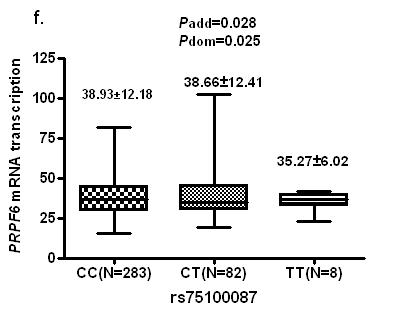 f.
Padd=0.028
Pdom=0.025
PRPF6 mRNA transcription
125
100
75
50
25
0
38.93±12.18
38.66±12.41
35.27±6.02
CC(N=283) CT(N=82) TT(N=8)
rs75100087